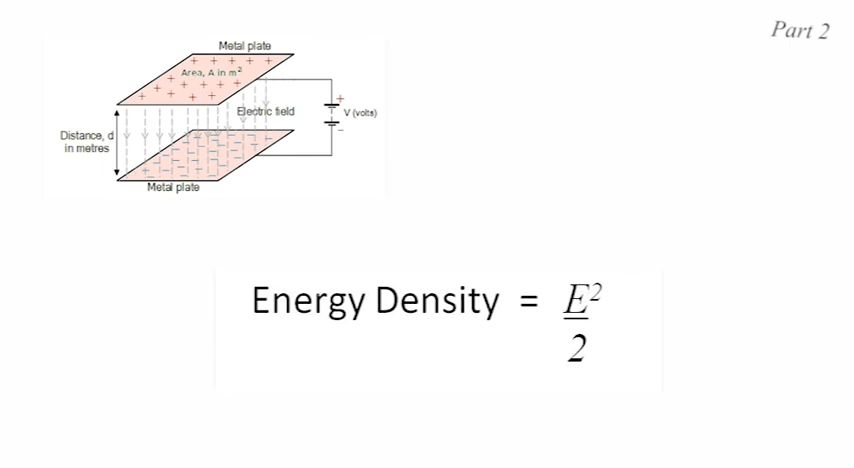 Part 2
Metal plate
Area, A in m²
Electric field
+
V (volts)
−
Distance, d
in metres
Metal plate
Energy Density = E²
2